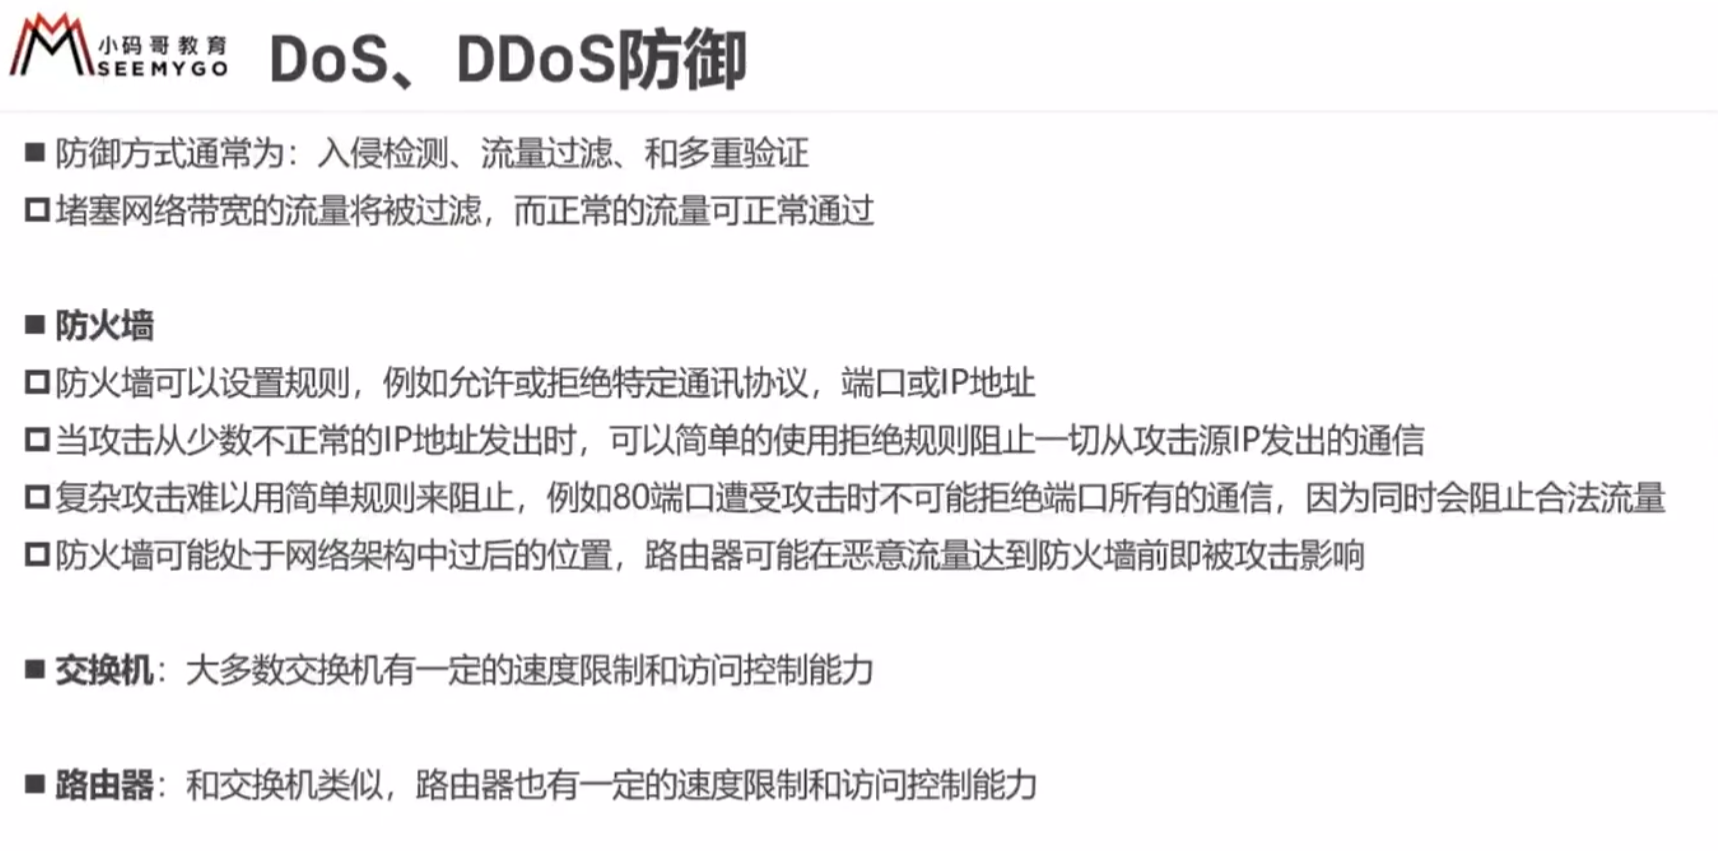 小码哥教育
SEEMYGO
DoS、DDoS防御
■ 防御方式通常为：入侵检测、流量过滤、和多重验证
□堵塞网络带宽的流量将被过滤，而正常的流量可正常通过
■ 防火墙
□防火墙可以设置规则，例如允许或拒绝特定通讯协议，端口或IP地址
□当攻击从少数不正常的IP地址发出时，可以简单的使用拒绝规则阻止一切从攻击源IP发出的通信
□复杂攻击难以用简单规则来阻止，例如80端口遭受攻击时不可能拒绝端口所有的通信，因为同时会阻止合法流量
□防火墙可能处于网络架构中过后的位置，路由器可能在恶意流量达到防火墙前即被攻击影响
■ 交换机：大多数交换机有一定的速度限制和访问控制能力
■ 路由器：和交换机类似，路由器也有一定的速度限制和访问控制能力